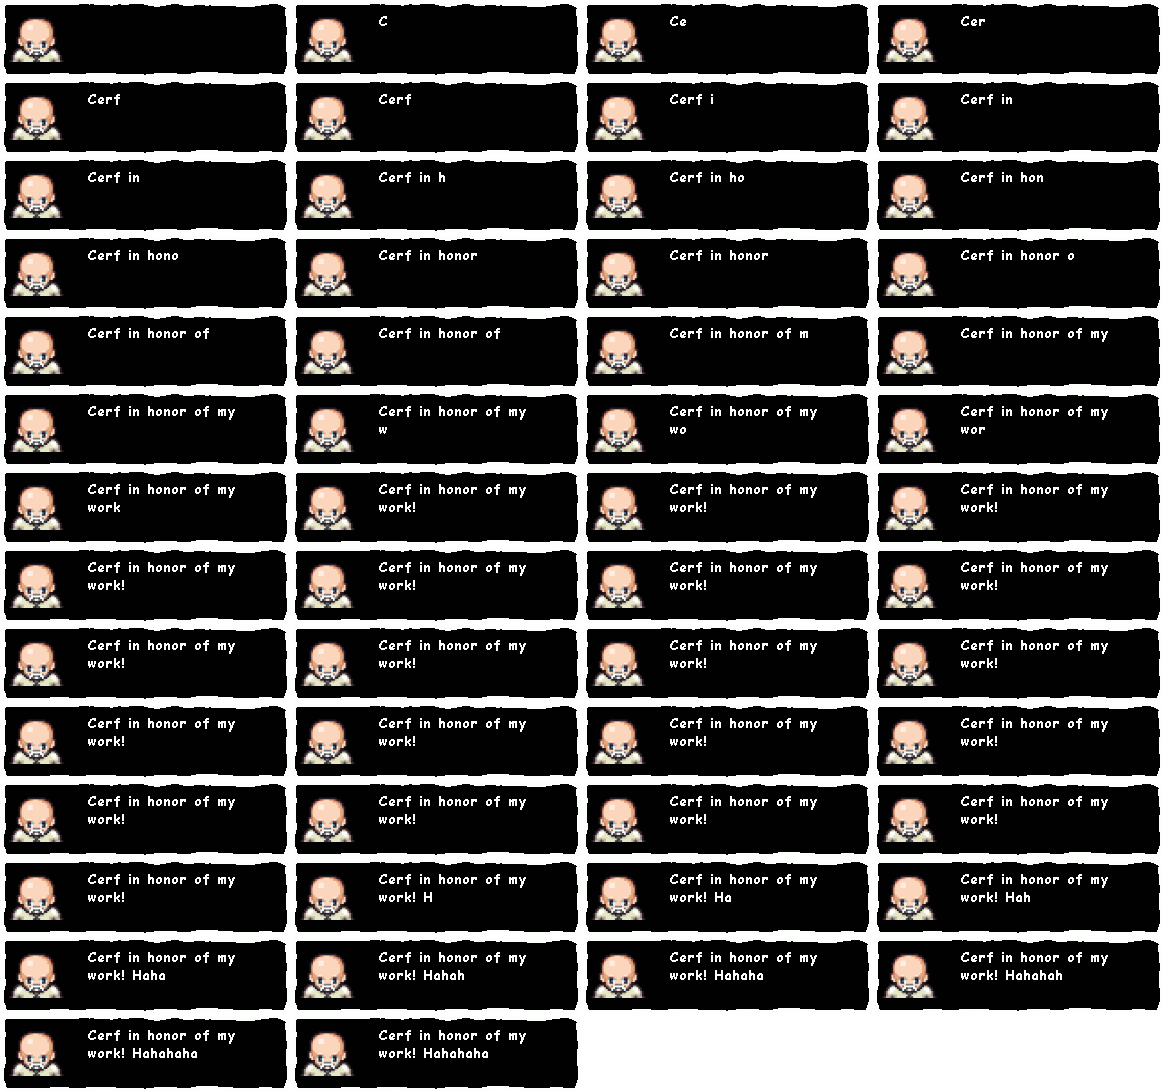 C
Ce
Cer
Cerf
Cerf
Cerf i
Cerf in
Cerf in
Cerf in h
Cerf in ho
Cerf in hon
Cerf in hono
Cerf in honor
Cerf in honor
Cerf in honor o
Cerf in honor of
Cerf in honor of
Cerf in honor of m
Cerf in honor of my
Cerf in honor of my
Cerf in honor of my
w
Cerf in honor of my
wo
Cerf in honor of my
wor
Cerf in honor of my
work
Cerf in honor of my
work!
Cerf in honor of my
work!
Cerf in honor of my
work!
Cerf in honor of my
work!
Cerf in honor of my
work!
Cerf in honor of my
work!
Cerf in honor of my
work!
Cerf in honor of my
work!
Cerf in honor of my
work!
Cerf in honor of my
work!
Cerf in honor of my
work!
Cerf in honor of my
work!
Cerf in honor of my
work!
Cerf in honor of my
work!
Cerf in honor of my
work!
Cerf in honor of my
work!
Cerf in honor of my
work!
Cerf in honor of my
work!
Cerf in honor of my
work!
Cerf in honor of my
work!
Cerf in honor of my
work! H
Cerf in honor of my
work! Ha
Cerf in honor of my
work! Hah
Cerf in honor of my
work! Haha
Cerf in honor of my
work! Hahah
Cerf in honor of my
work! Hahaha
Cerf in honor of my
work! Hahahah
Cerf in honor of my
work! Hahahaha
Cerf in honor of my
work! Hahahaha